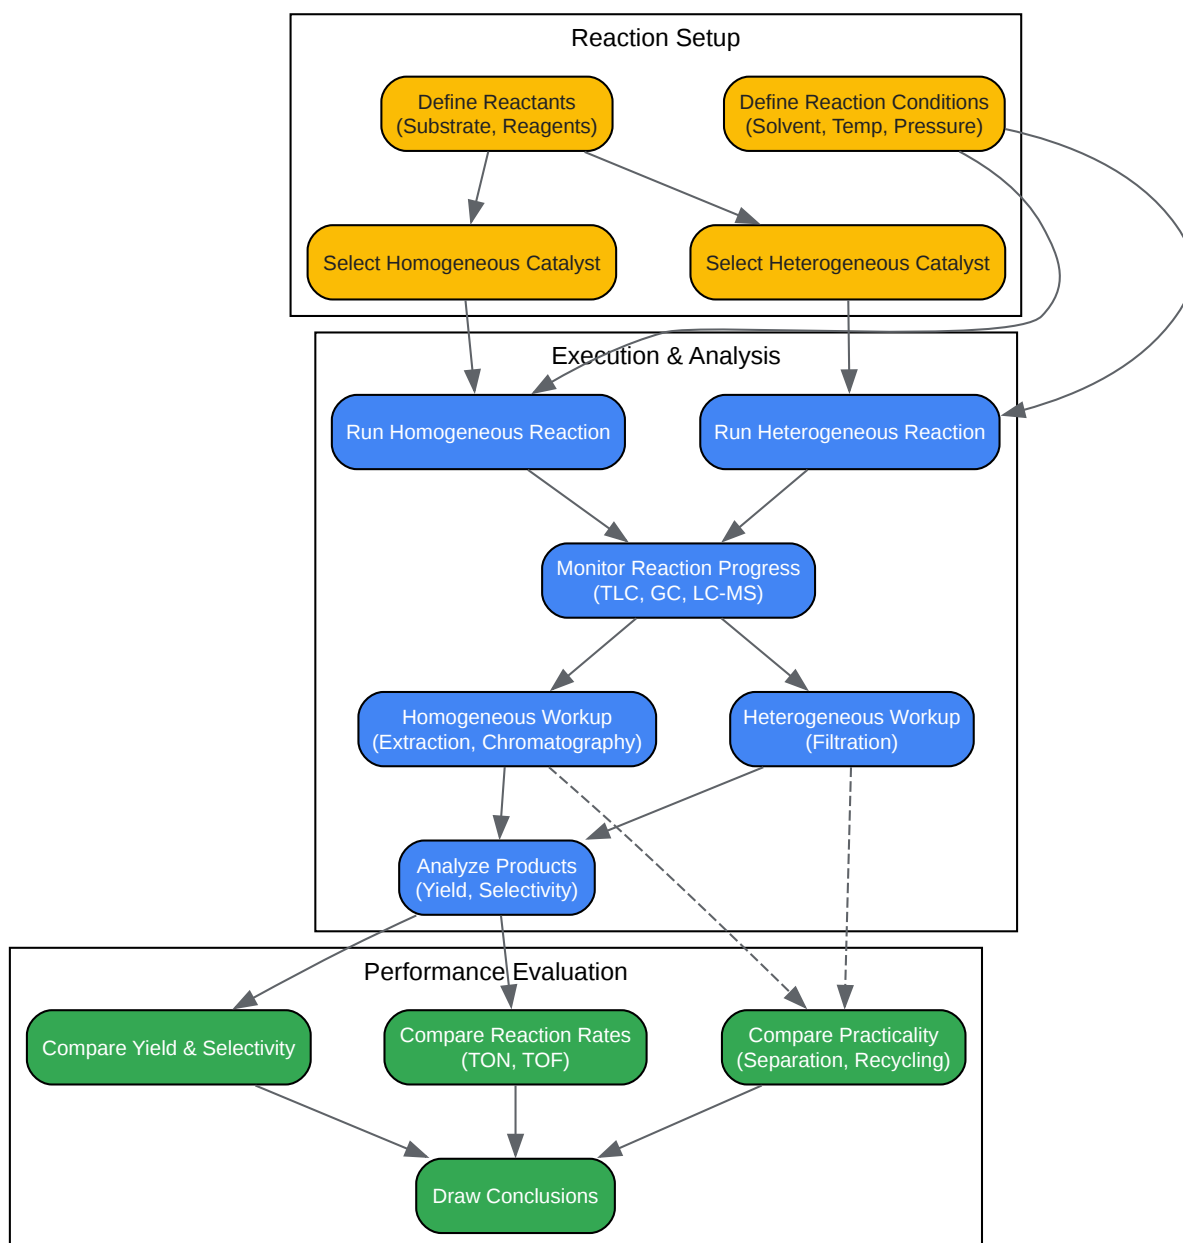 Reaction Setup
Define Reactants
(Substrate, Reagents)
Define Reaction Conditions
(Solvent, Temp, Pressure)
Select Homogeneous Catalyst
Select Heterogeneous Catalyst
Execution & Analysis
Run Homogeneous Reaction
Run Heterogeneous Reaction
Monitor Reaction Progress
(TLC, GC, LC-MS)
Homogeneous Workup
(Extraction, Chromatography)
Heterogeneous Workup
(Filtration)
Analyze Products
(Yield, Selectivity)
Performance Evaluation
Compare Yield & Selectivity
Compare Reaction Rates
(TON, TOF)
Compare Practicality
(Separation, Recycling)
Draw Conclusions